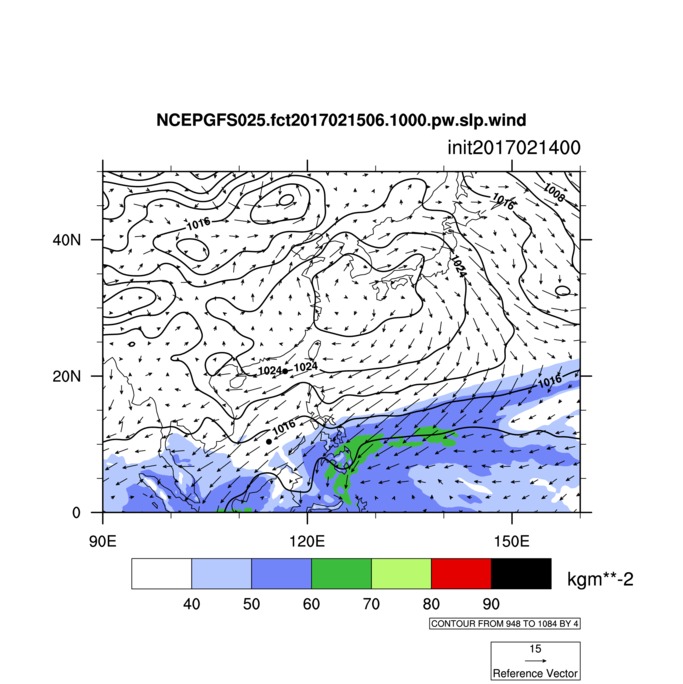 NCEPGFS025.fct2017021506.1000.pw.slp.wind
init2017021400
1008
1016
1016
40N
1024
20N
1024 1024
1016
1016
0
90E 120E 150E
40 50 60 70 80 90
kgm**-2
CONTOUR FROM 948 TO 1084 BY 4
15
Reference Vector